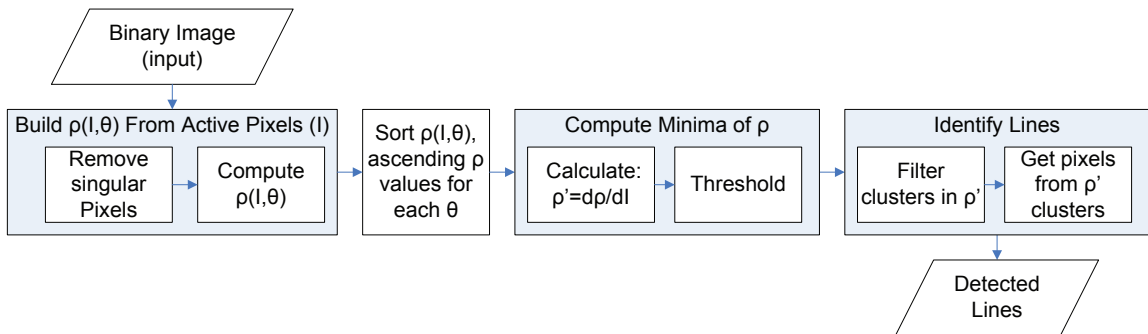 Binary Image
(input)
Build ρ(I,θ) From Active Pixels (I)
Remove
singular
Pixels
Compute
ρ(I,θ)
Sort ρ(I,θ),
ascending ρ
values for
each θ
Compute Minima of ρ
Calculate:
ρ’=dρ/dI
Threshold
Identify Lines
Filter
clusters in ρ’
Get pixels
from ρ’
clusters
Detected
Lines